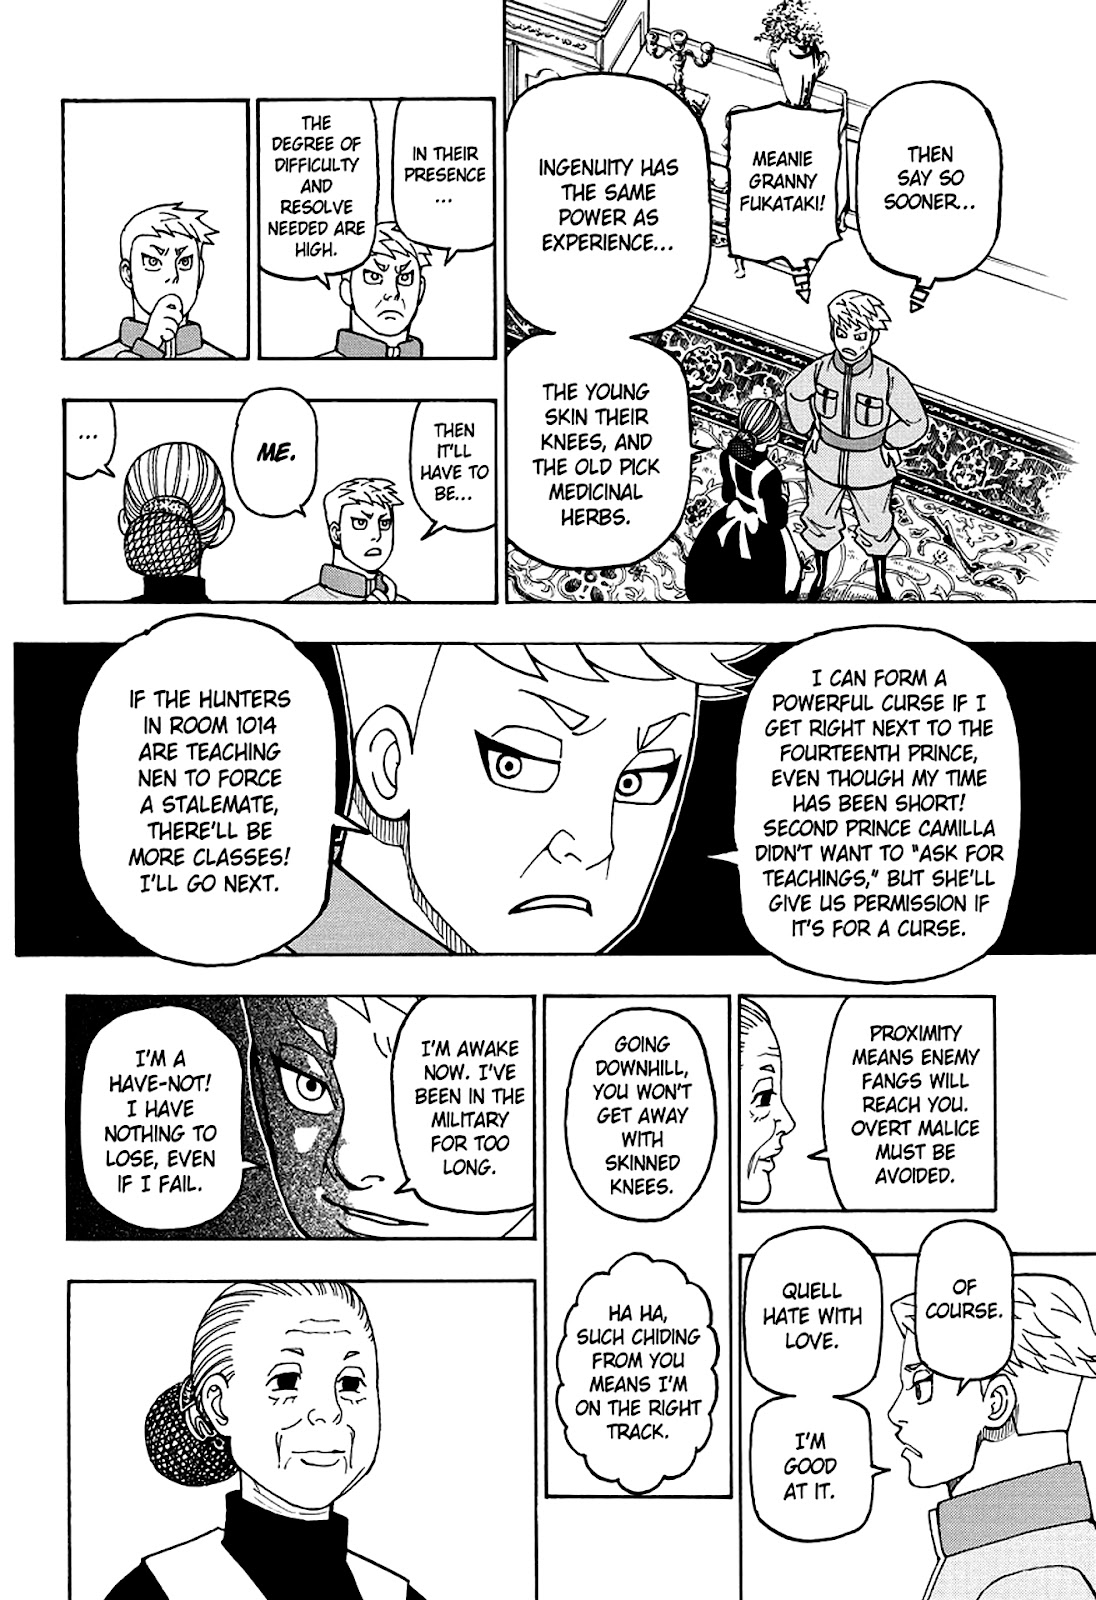 THEN
SAY SO
SOONER...
MEANIE
GRANNY
FUKATAKI!
INGENUITY HAS
THE SAME
POWER AS
EXPERIENCE...
THE YOUNG
SKIN THEIR
KNEES, AND
THE OLD PICK
MEDICINAL
HERBS.
IN THEIR
PRESENCE
...
THE
DEGREE OF
DIFFICULTY
AND
RESOLVE
NEEDED ARE
HIGH.
THEN
IT'LL
HAVE TO
BE...
ME.
...
I CAN FORM A
POWERFUL CURSE IF I
GET RIGHT NEXT TO THE
FOURTEENTH PRINCE,
EVEN THOUGH MY TIME
HAS BEEN SHORT!
SECOND PRINCE CAMILLA
DIDN'T WANT TO "ASK FOR
TEACHINGS," BUT SHE'LL
GIVE US PERMISSION IF
IT'S FOR A CURSE.
IF THE HUNTERS
IN ROOM 1014
ARE TEACHING
NEN TO FORCE
A STALEMATE,
THERE'LL BE
MORE CLASSES!
I'LL GO NEXT.
PROXIMITY
MEANS ENEMY
FANGS WILL
REACH YOU.
OVERT MALICE
MUST BE
AVOIDED.
OF
COURSE.
QUELL
HATE WITH
LOVE.
I'M
GOOD
AT IT.
GOING
DOWNHILL,
YOU WON'T
GET AWAY
WITH
SKINNED
KNEES.
HA HA,
SUCH CHIDING
FROM YOU
MEANS I'M
ON THE RIGHT
TRACK.
I'M AWAKE
NOW. I'VE
BEEN IN THE
MILITARY
FOR TOO
LONG.
I'M A
HAVE-NOT!
I HAVE
NOTHING TO
LOSE, EVEN
IF I FAIL.